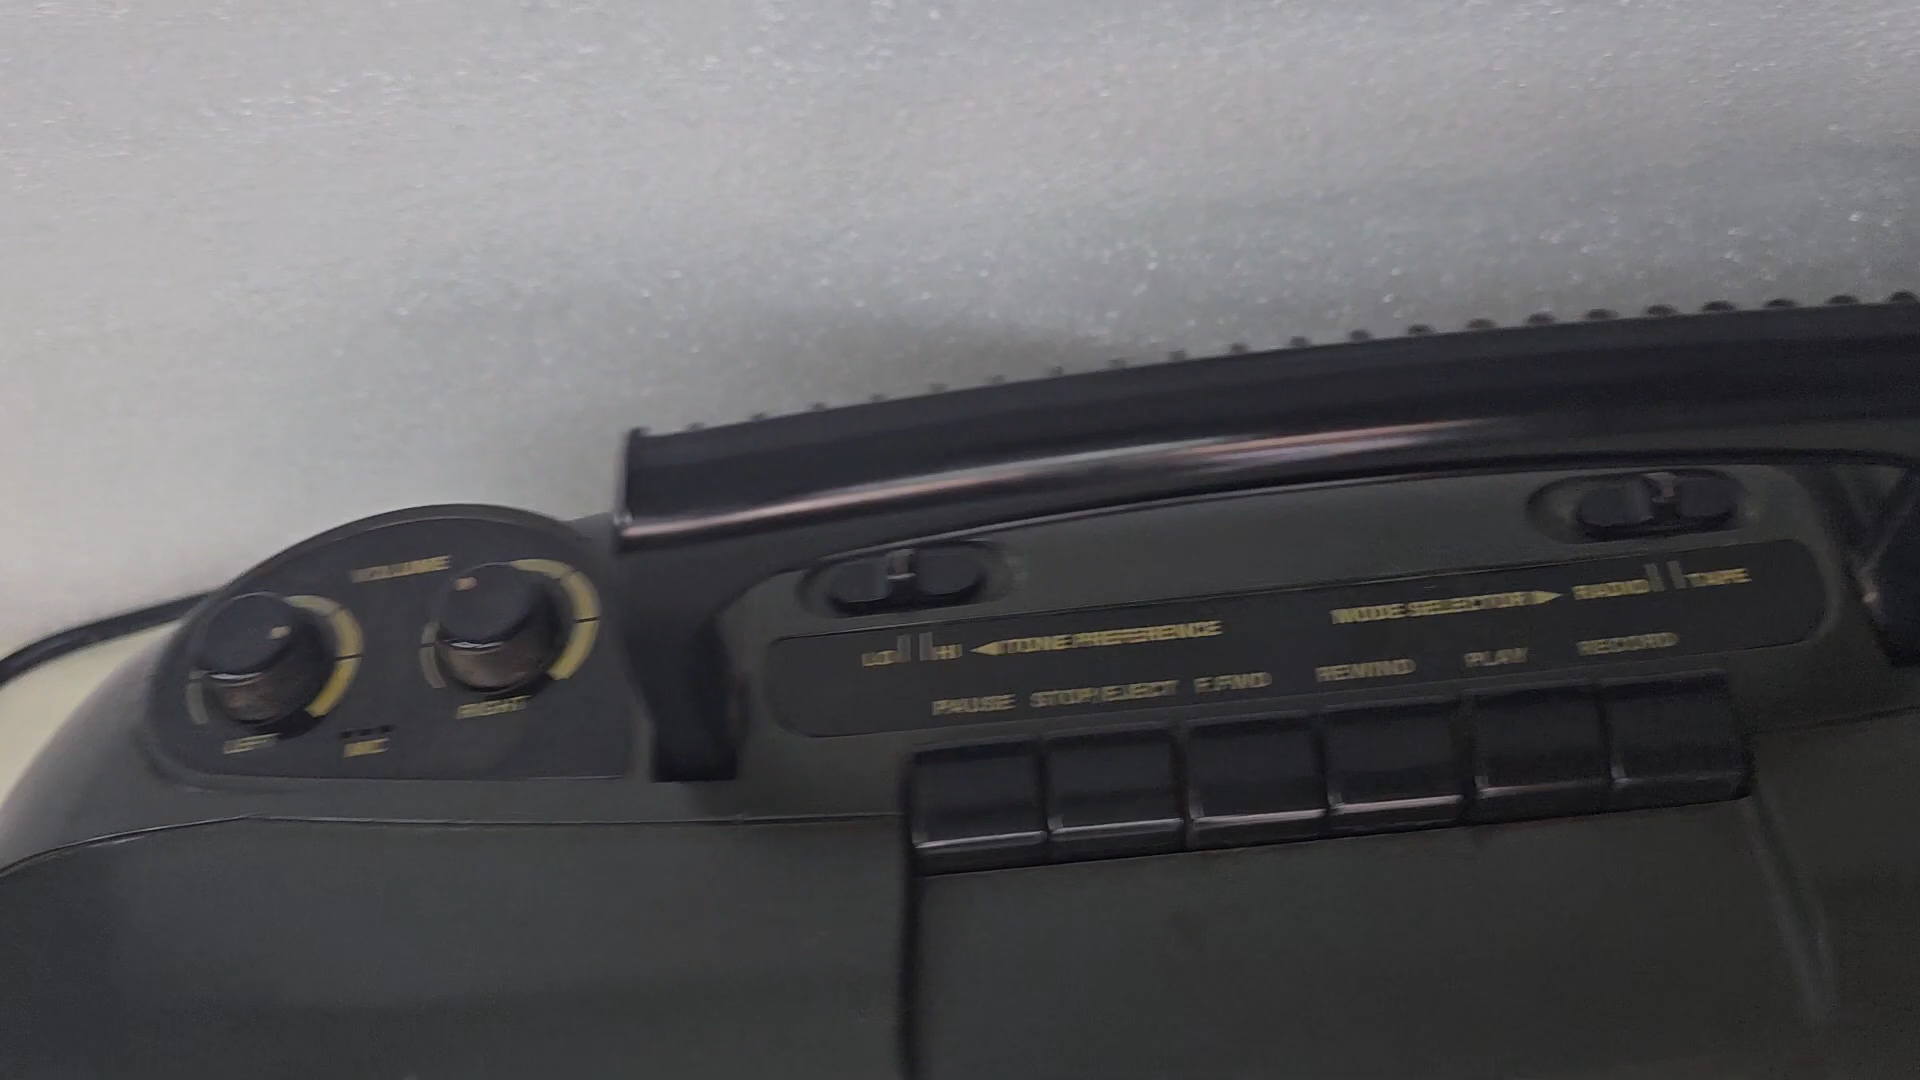 VOLUME
LEFT
MIC
RIGHT
LO HI ◀TONE PREFERENCE
MODE SELECTOR▶ RADIO TAPE
PAUSE STOP/EJECT F.FWD REWIND PLAY RECORD